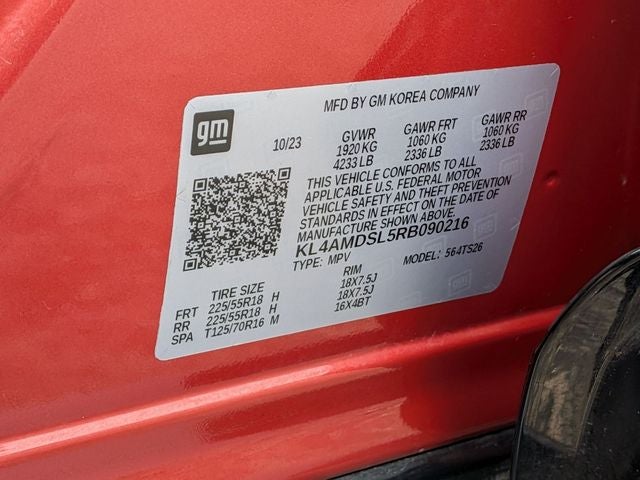 MFD BY GM KOREA COMPANY
gm
10/23
GVWR
1920 KG
4233 LB
GAWR FRT
1060 KG
2336 LB
GAWR RR
1060 KG
2336 LB
THIS VEHICLE CONFORMS TO ALL
APPLICABLE U.S. FEDERAL MOTOR
VEHICLE SAFETY AND THEFT PREVENTION
STANDARDS IN EFFECT ON THE DATE OF
MANUFACTURE SHOWN ABOVE.
KL4AMDSL5RB090216
TYPE: MPV MODEL: 564TS26
TIRE SIZE RIM
FRT 225/55R18 H 18X7.5J
RR 225/55R18 H 18X7.5J
SPA T125/70R16 M 16X4BT